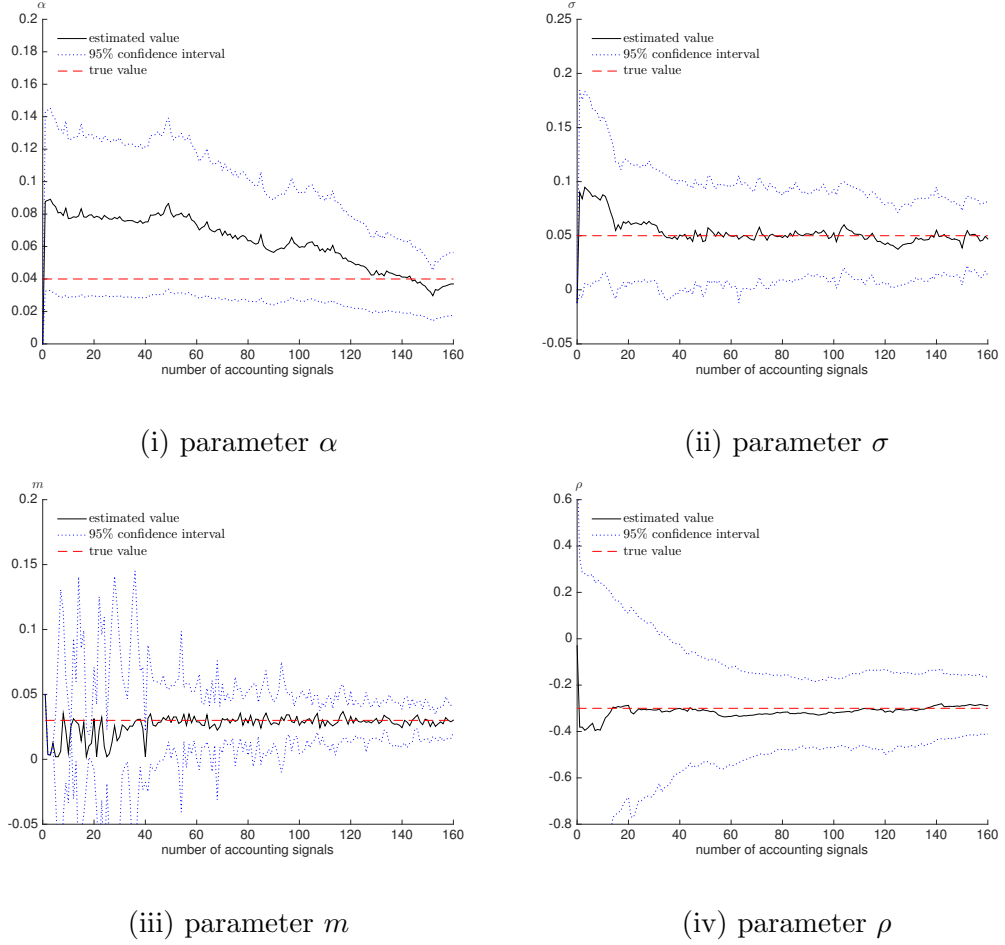 α
0.2
0.18
0.16
0.14
0.12
0.1
0.08
0.06
0.04
0.02
0
estimated value
95% confidence interval
true value
0 20 40 60 80 100 120 140 160
number of accounting signals
(i) parameter α
σ
0.25
0.2
0.15
0.1
0.05
0
-0.05
estimated value
95% confidence interval
true value
0 20 40 60 80 100 120 140 160
number of accounting signals
(ii) parameter σ
m
0.2
0.15
0.1
0.05
0
-0.05
estimated value
95% confidence interval
true value
0 20 40 60 80 100 120 140 160
number of accounting signals
(iii) parameter m
ρ
0.6
0.4
0.2
0
-0.2
-0.4
-0.6
-0.8
estimated value
95% confidence interval
true value
0 20 40 60 80 100 120 140 160
number of accounting signals
(iv) parameter ρ